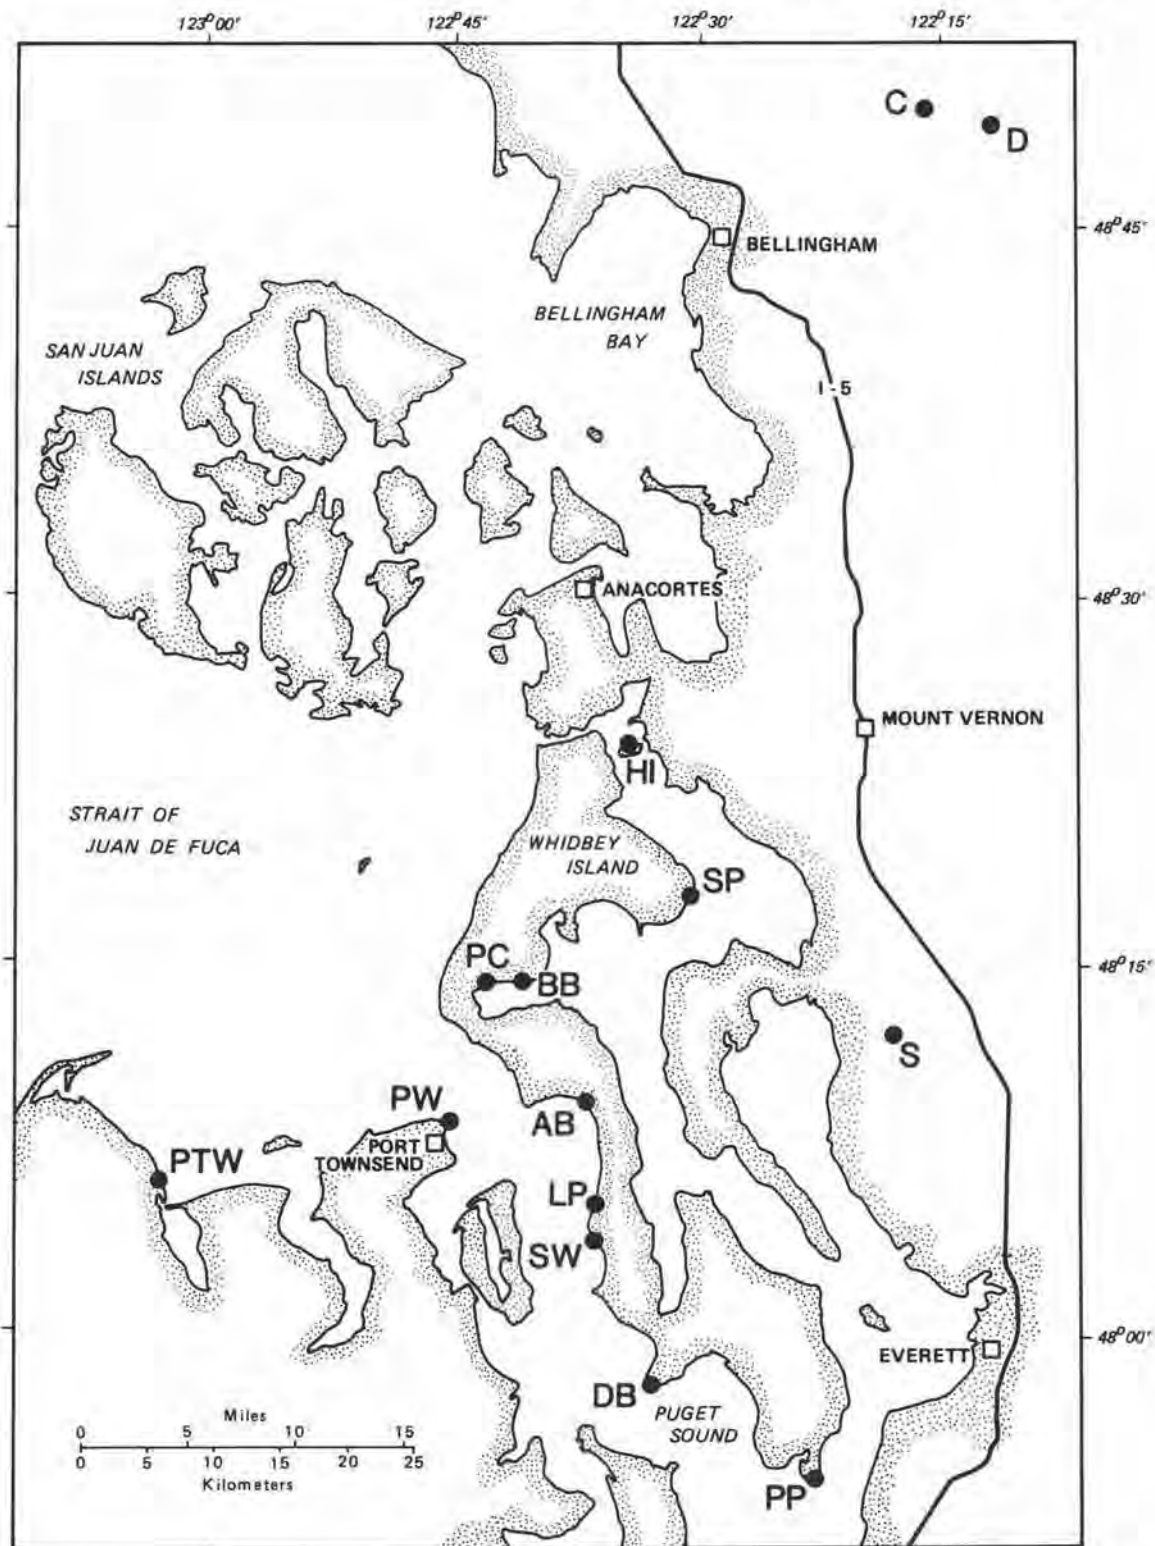 123°00'
122°45'
122°30'
122°15'
C
D
48°45'
BELLINGHAM
BELLINGHAM
BAY
SAN JUAN
ISLANDS
I-5
ANACORTES
48°30'
MOUNT VERNON
HI
STRAIT OF
JUAN DE FUCA
WHIDBEY
ISLAND
SP
PC
BB
48°15'
S
PW
AB
PORT
TOWNSEND
PTW
LP
SW
48°00'
EVERETT
DB
PUGET
SOUND
Miles
0 5 10 15
0 5 10 15 20 25
Kilometers
PP